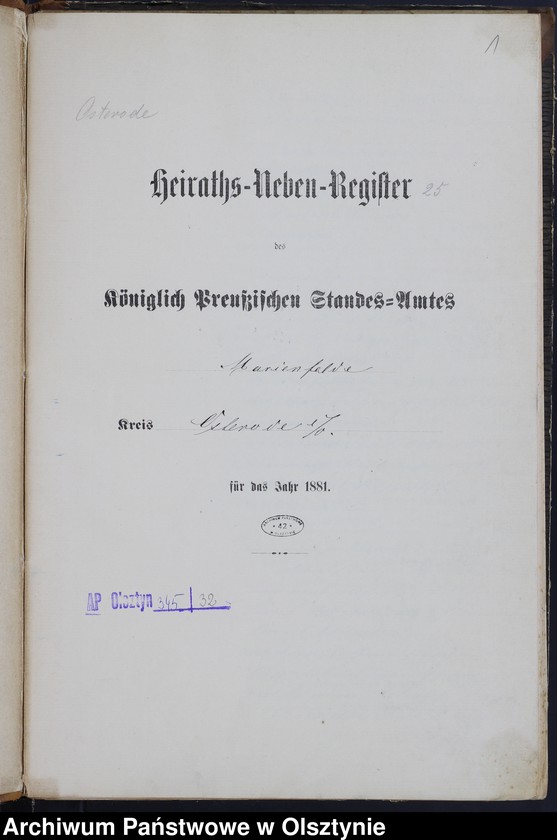 1
Osterode
Heiraths-Neben-Register 25
des
Königlich Preußischen Standes-Amtes
Marienfelde
Kreis Osterode i/O.
für das Jahr 1881.
42
AP Olsztyn 345 / 32
Archiwum Państwowe w Olsztynie